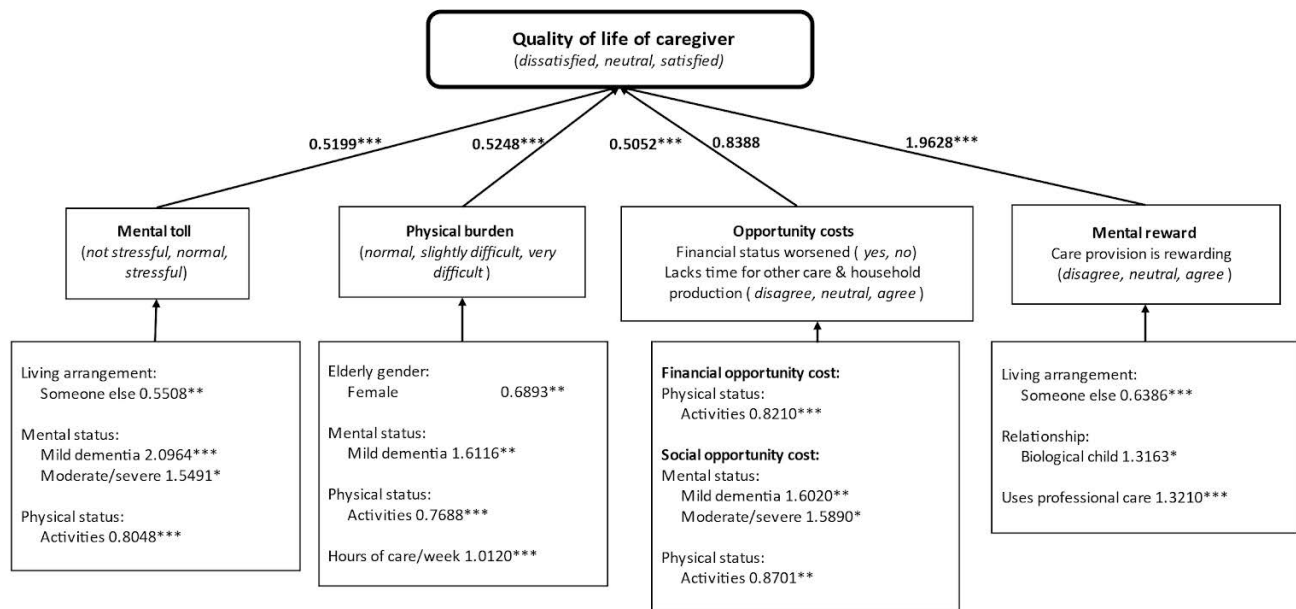 Quality of life of caregiver
(dissatisfied, neutral, satisfied)
0.5199***
0.5248***
0.5052***
0.8388
1.9628***
Mental toll
(not stressful, normal,
stressful)
Physical burden
(normal, slightly difficult, very
difficult )
Opportunity costs
Financial status worsened ( yes, no)
Lacks time for other care & household
production ( disagree, neutral, agree )
Mental reward
Care provision is rewarding
(disagree, neutral, agree )
Living arrangement:
Someone else 0.5508**
Mental status:
Mild dementia 2.0964***
Moderate/severe 1.5491*
Physical status:
Activities 0.8048***
Elderly gender:
Female 0.6893**
Mental status:
Mild dementia 1.6116**
Physical status:
Activities 0.7688***
Hours of care/week 1.0120***
Financial opportunity cost:
Physical status:
Activities 0.8210***
Social opportunity cost:
Mental status:
Mild dementia 1.6020**
Moderate/severe 1.5890*
Physical status:
Activities 0.8701**
Living arrangement:
Someone else 0.6386***
Relationship:
Biological child 1.3163*
Uses professional care 1.3210***